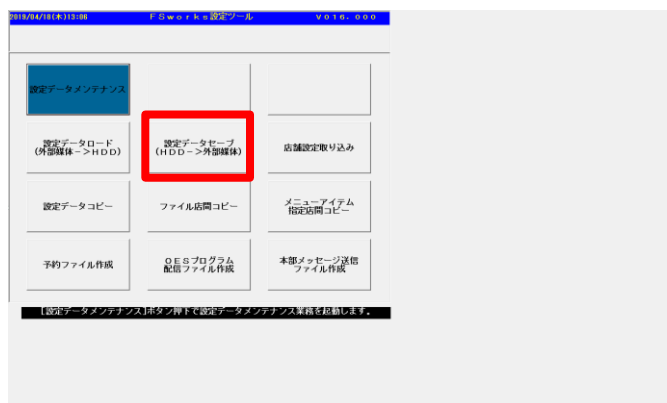 2019/04/18(木)13:06 FSworks設定ツール V016.000
設定データメンテナンス
設定データロード
(外部媒体->HDD)
設定データセーブ
(HDD->外部媒体)
店舗設定取り込み
設定データコピー
ファイル店間コピー
メニューアイテム
指定店間コピー
予約ファイル作成
OESプログラム
配信ファイル作成
本部メッセージ送信
ファイル作成
【設定データメンテナンス】ボタン押下で設定データメンテナンス業務を起動します。